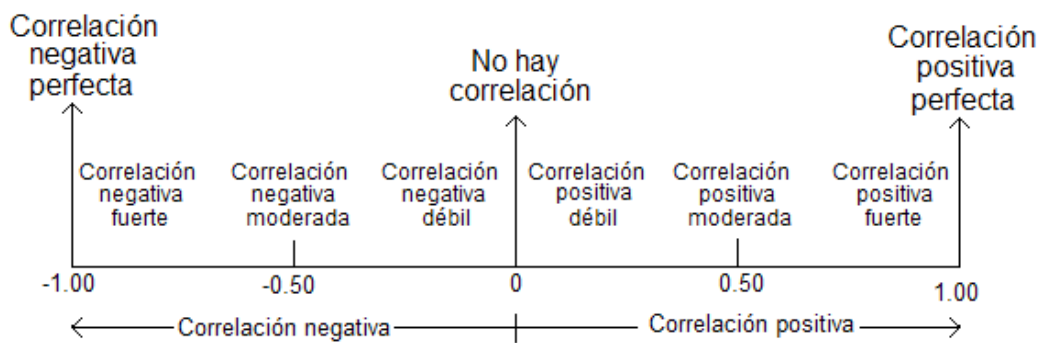 Correlación
negativa
perfecta
No hay
correlación
Correlación
positiva
perfecta
Correlación
negativa
fuerte
Correlación
negativa
moderada
Correlación
negativa
débil
Correlación
positiva
débil
Correlación
positiva
moderada
Correlación
positiva
fuerte
-1.00
-0.50
0
0.50
1.00
Correlación negativa
Correlación positiva